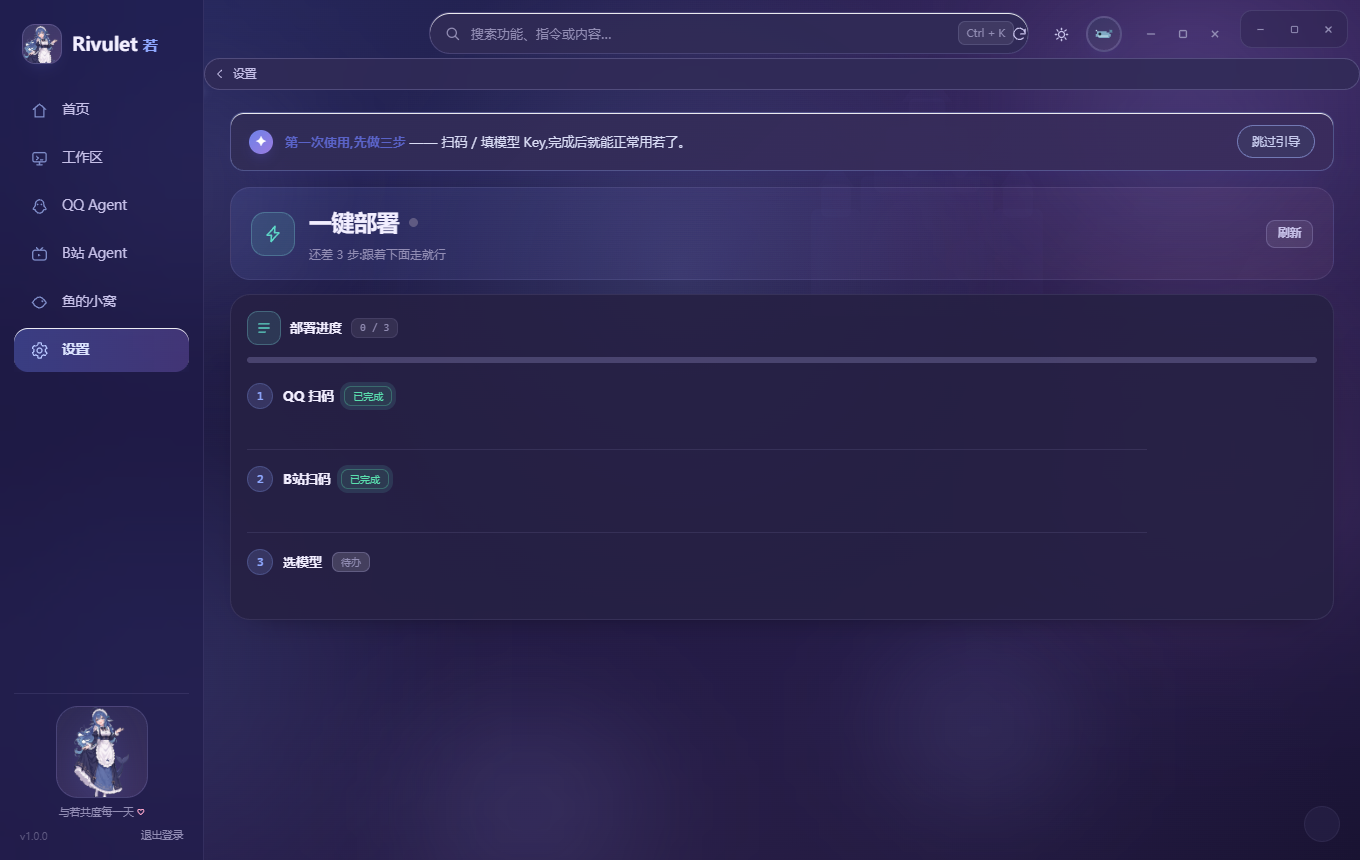 Rivulet 若
搜索功能、指令或内容...
Ctrl + K
设置
首页
工作区
QQ Agent
B站 Agent
鱼的小窝
设置
第一次使用,先做三步 —— 扫码 / 填模型 Key,完成后就能正常用若了。
跳过引导
一键部署
还差 3 步:跟着下面走就行
刷新
部署进度 0 / 3
1 QQ 扫码 已完成
2 B站扫码 已完成
3 选模型 待办
与若共度每一天
v1.0.0
退出登录